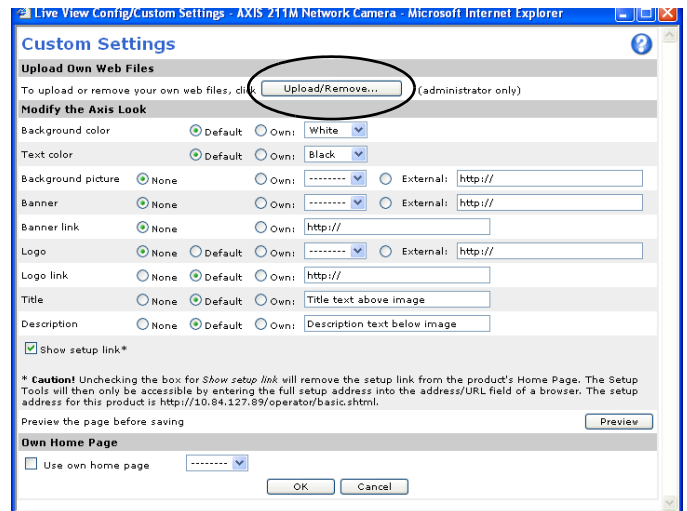 Live View Config/Custom Settings - AXIS 211M Network Camera - Microsoft Internet Explorer
Custom Settings
Upload Own Web Files
To upload or remove your own web files, click Upload/Remove... (administrator only)
Modify the Axis Look
Background color Default Own: White
Text color Default Own: Black
Background picture None Own: -------- External: http://
Banner None Own: -------- External: http://
Banner link None Own: http://
Logo None Default Own: -------- External: http://
Logo link None Default Own: http://
Title None Default Own: Title text above image
Description None Default Own: Description text below image
Show setup link*
* Caution! Unchecking the box for Show setup link will remove the setup link from the product's Home Page. The Setup
Tools will then only be accessible by entering the full setup address into the address/URL field of a browser. The setup
address for this product is http://10.84.127.89/operator/basic.shtml.
Preview the page before saving Preview
Own Home Page
Use own home page --------
OK Cancel